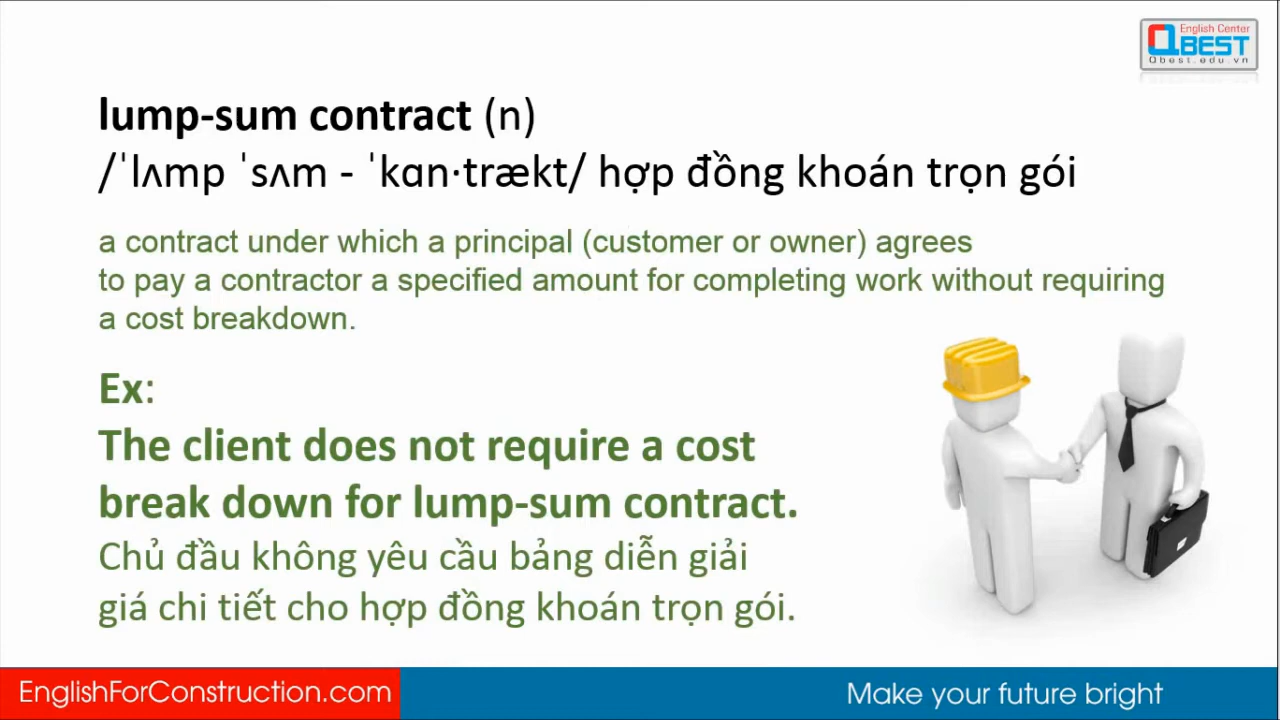 English Center
QBEST
Qbest.edu.vn
lump-sum contract (n)
/ˈlʌmp ˈsʌm - ˈkɑn·trækt/ hợp đồng khoán trọn gói
a contract under which a principal (customer or owner) agrees
to pay a contractor a specified amount for completing work without requiring
a cost breakdown.
Ex:
The client does not require a cost
break down for lump-sum contract.
Chủ đầu không yêu cầu bảng diễn giải
giá chi tiết cho hợp đồng khoán trọn gói.
EnglishForConstruction.com
Make your future bright